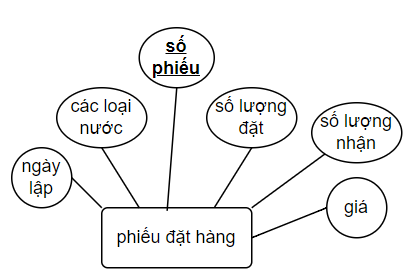 số
phiếu
các loại
nước
số lượng
đặt
số lượng
nhận
ngày
lập
giá
phiếu đặt hàng